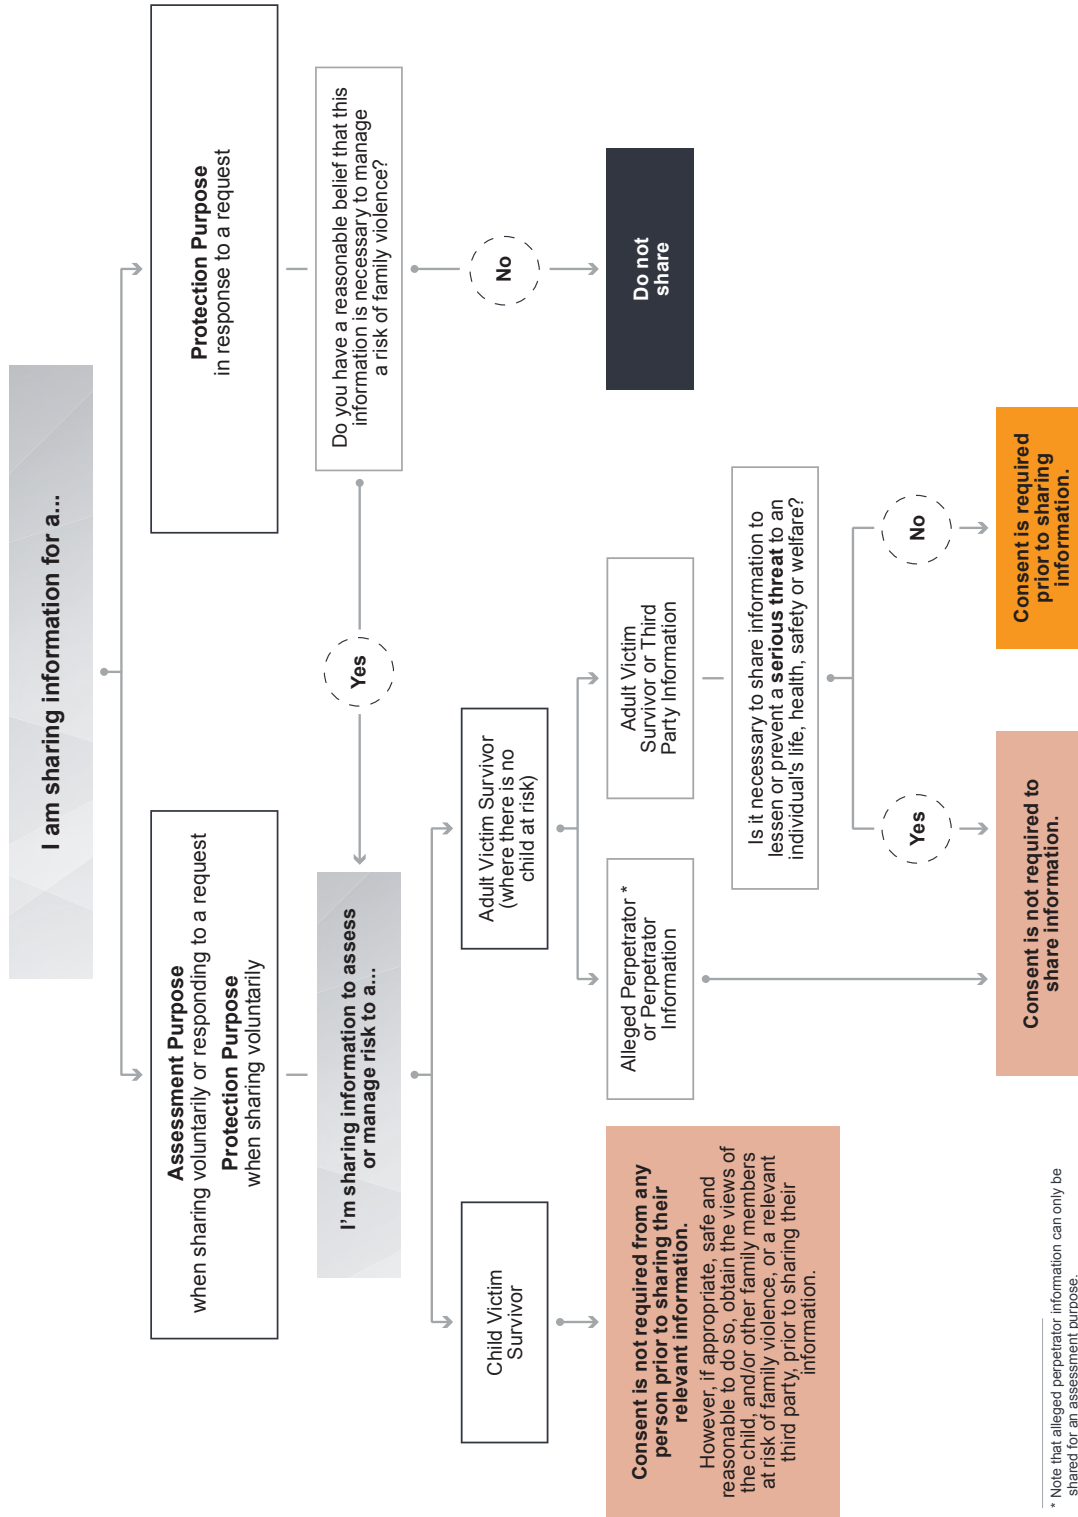 I am sharing information for a...
Assessment Purpose
when sharing voluntarily or responding to a request
Protection Purpose
when sharing voluntarily
Protection Purpose
in response to a request
Do you have a reasonable belief that this
information is necessary to manage
a risk of family violence?
Yes
No
Do not
share
I'm sharing information to assess
or manage risk to a...
Child Victim
Survivor
Adult Victim Survivor
(where there is no
child at risk)
Consent is not required from any
person prior to sharing their
relevant information.
However, if appropriate, safe and
reasonable to do so, obtain the views of
the child, and/or other family members
at risk of family violence, or a relevant
third party, prior to sharing their
information.
Alleged Perpetrator *
or Perpetrator
Information
Adult Victim
Survivor or Third
Party Information
Is it necessary to share information to
lessen or prevent a serious threat to an
individual's life, health, safety or welfare?
Yes
No
Consent is not required to
share information.
Consent is required
prior to sharing
information.
* Note that alleged perpetrator information can only be
shared for an assessment purpose.